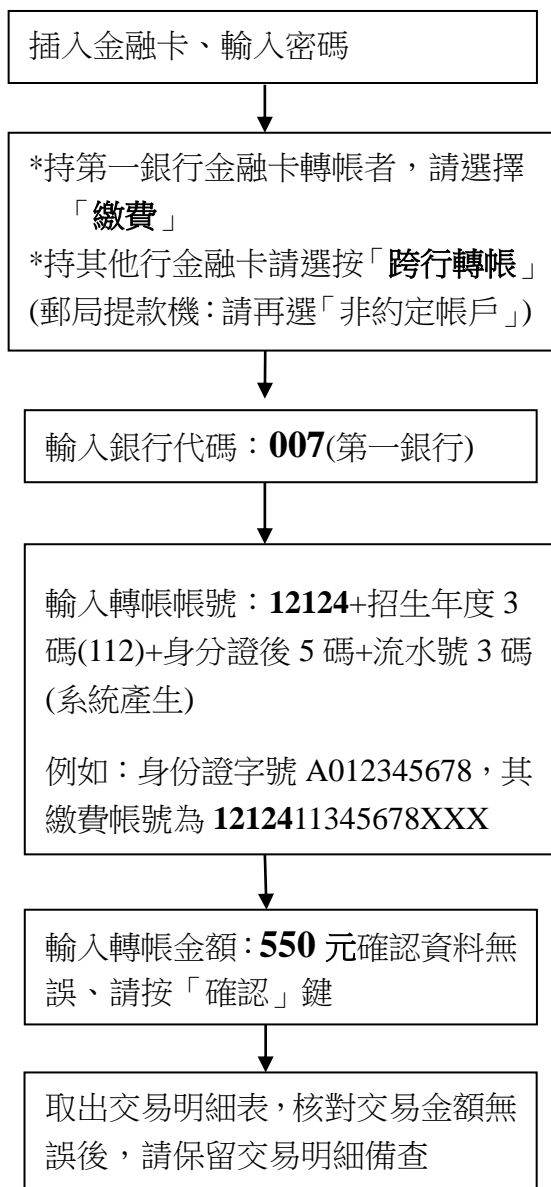 插入金融卡、輸入密碼
*持第一銀行金融卡轉帳者，請選擇
「繳費」
*持其他行金融卡請選按「跨行轉帳」
(郵局提款機：請再選「非約定帳戶」)
輸入銀行代碼：007(第一銀行)
輸入轉帳帳號：12124+招生年度 3
碼(112)+身分證後 5 碼+流水號 3 碼
(系統產生)
例如：身份證字號 A012345678，其
繳費帳號為 1212411345678XXX
輸入轉帳金額：550 元確認資料無
誤、請按「確認」鍵
取出交易明細表，核對交易金額無
誤後，請保留交易明細備查